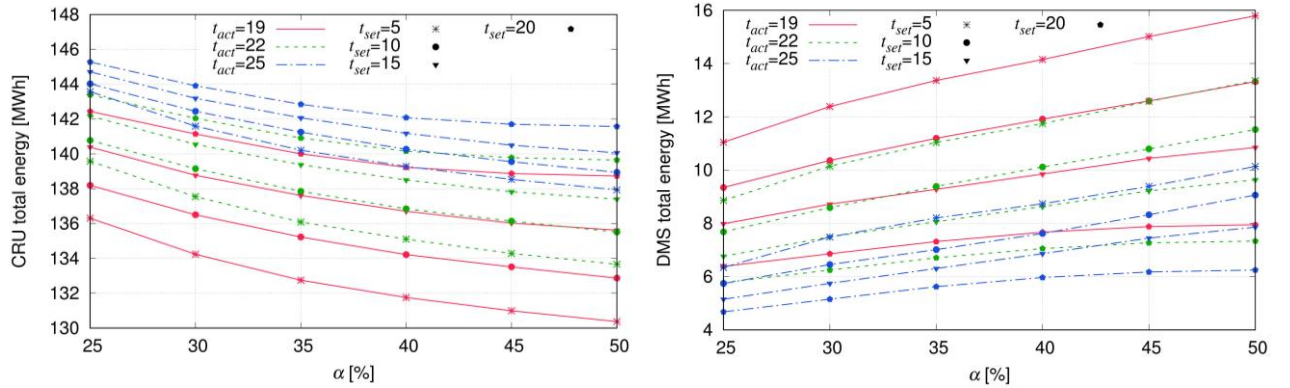 148
146
144
142
140
138
136
134
132
130
CRU total energy [MWh]
t_act=19 t_set=5 t_set=20
t_act=22 t_set=10
t_act=25 t_set=15
25 30 35 40 45 50
α [%]
16
14
12
10
8
6
4
DMS total energy [MWh]
t_act=19 t_set=5 t_set=20
t_act=22 t_set=10
t_act=25 t_set=15
25 30 35 40 45 50
α [%]